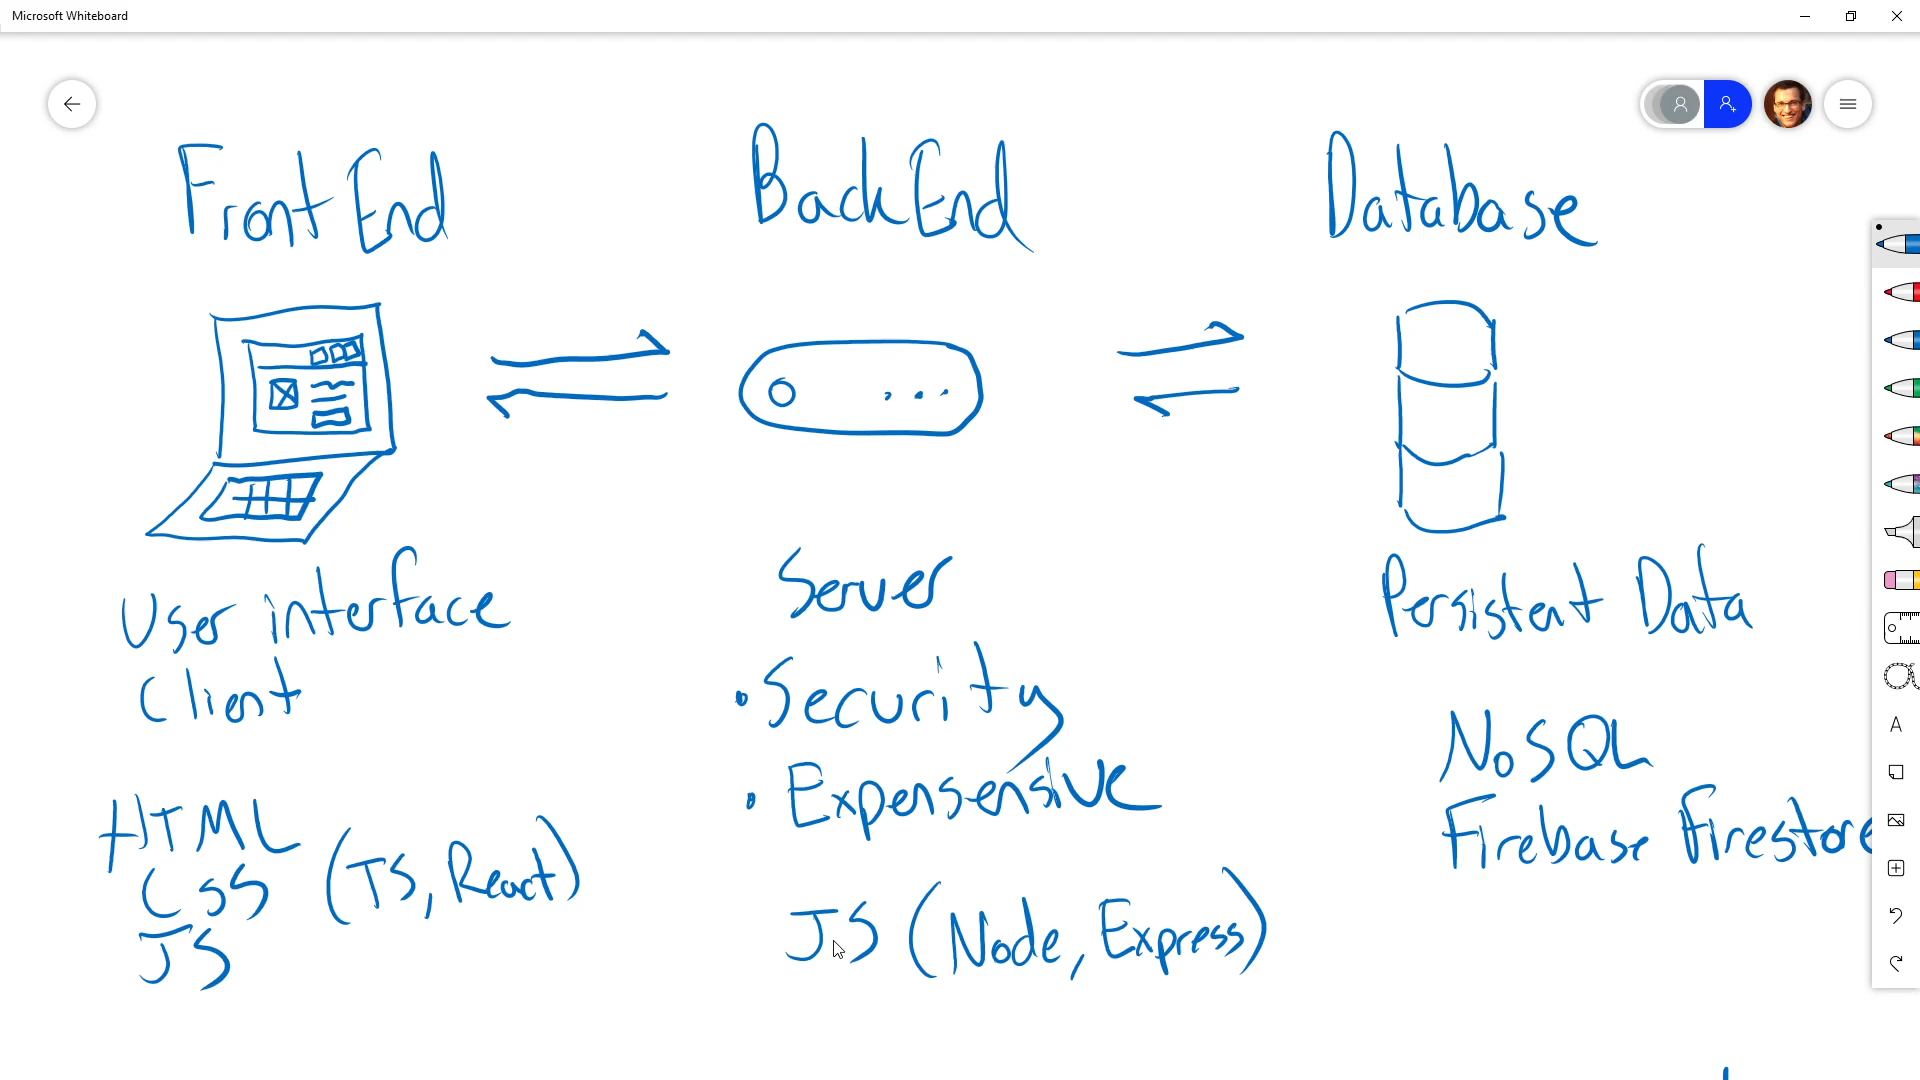 Microsoft Whiteboard
Front End
Back End
Database
User interface
Client
HTML
CSS
JS
(TS, React)
Server
• Security
• Expensensive
JS (Node, Express)
Persistent Data
NoSQL
Firebase Firestore
A